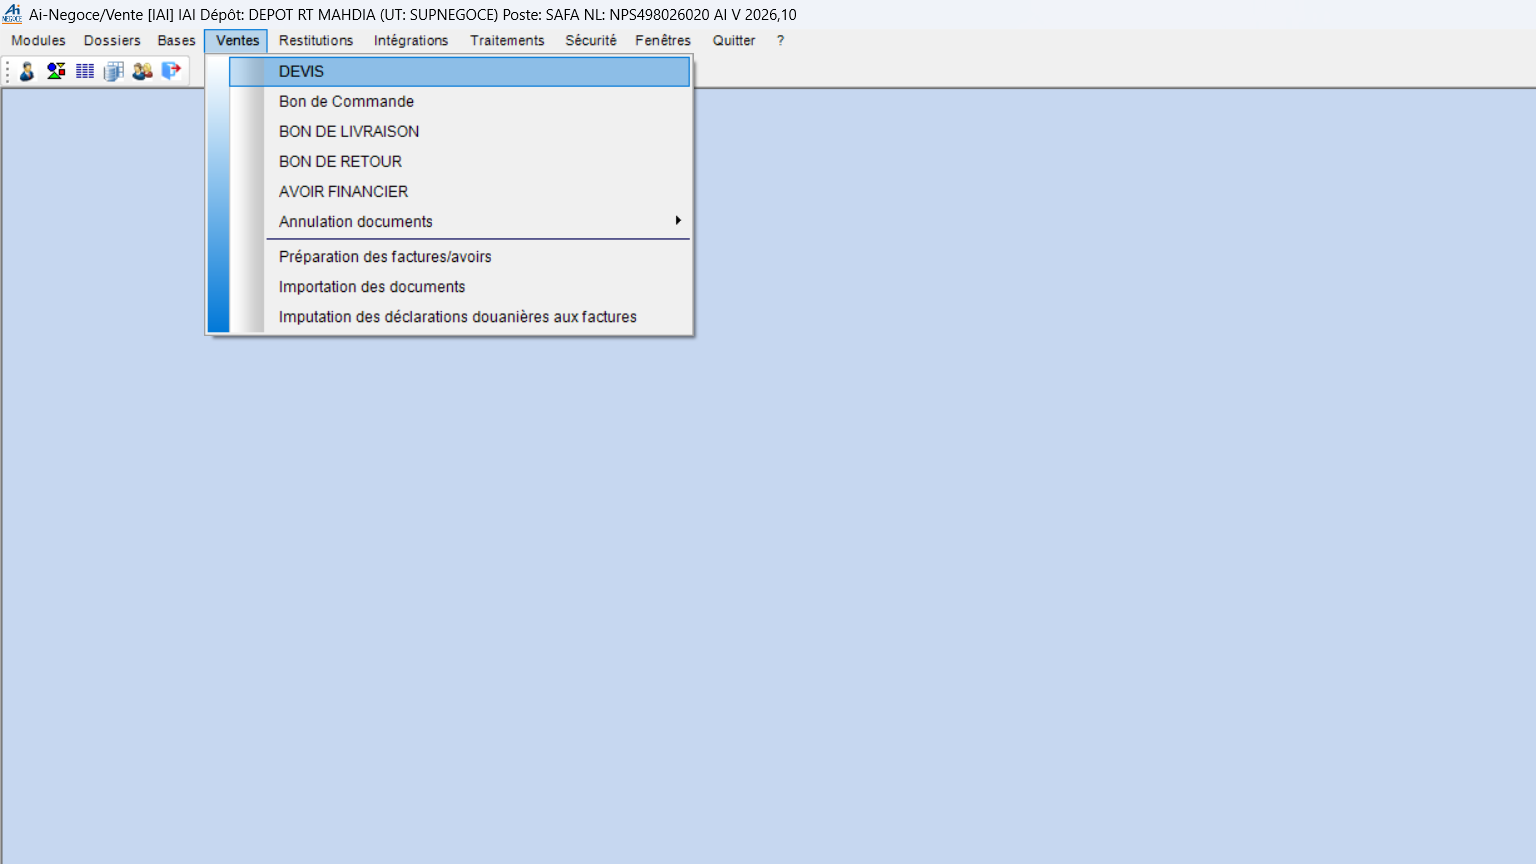 Ai NEGOCE Ai-Negoce/Vente [IAI] IAI Dépôt: DEPOT RT MAHDIA (UT: SUPNEGOCE) Poste: SAFA NL: NPS498026020 AI V 2026,10
Modules Dossiers Bases Ventes Restitutions Intégrations Traitements Sécurité Fenêtres Quitter ?
DEVIS
Bon de Commande
BON DE LIVRAISON
BON DE RETOUR
AVOIR FINANCIER
Annulation documents
Préparation des factures/avoirs
Importation des documents
Imputation des déclarations douanières aux factures